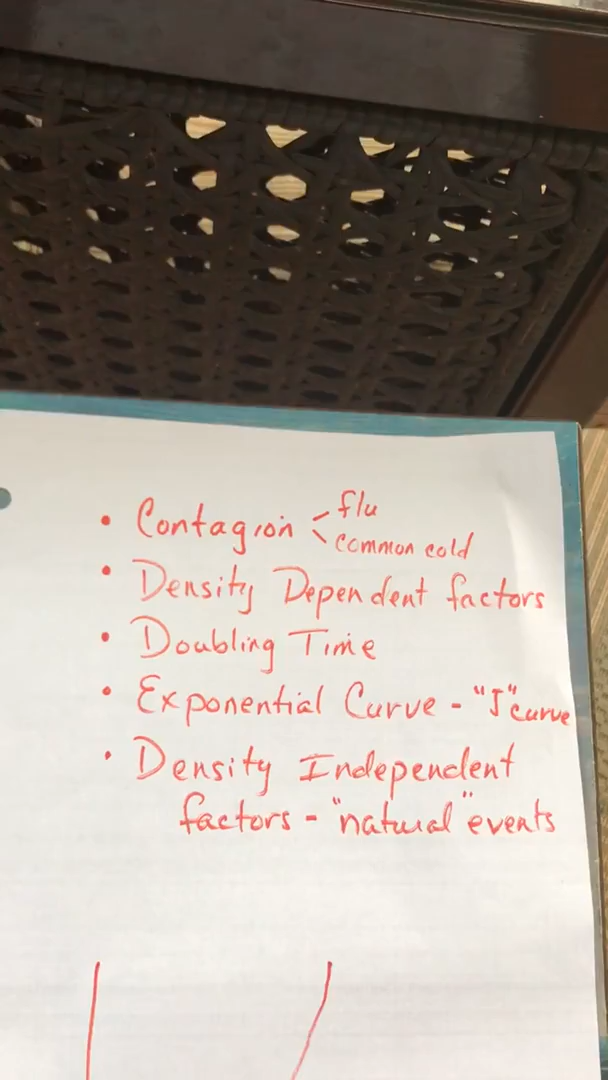 • Contagion < flu
common cold
• Density Dependent factors
• Doubling Time
• Exponential Curve - "J" curve
• Density Independent
factors - "natural" events